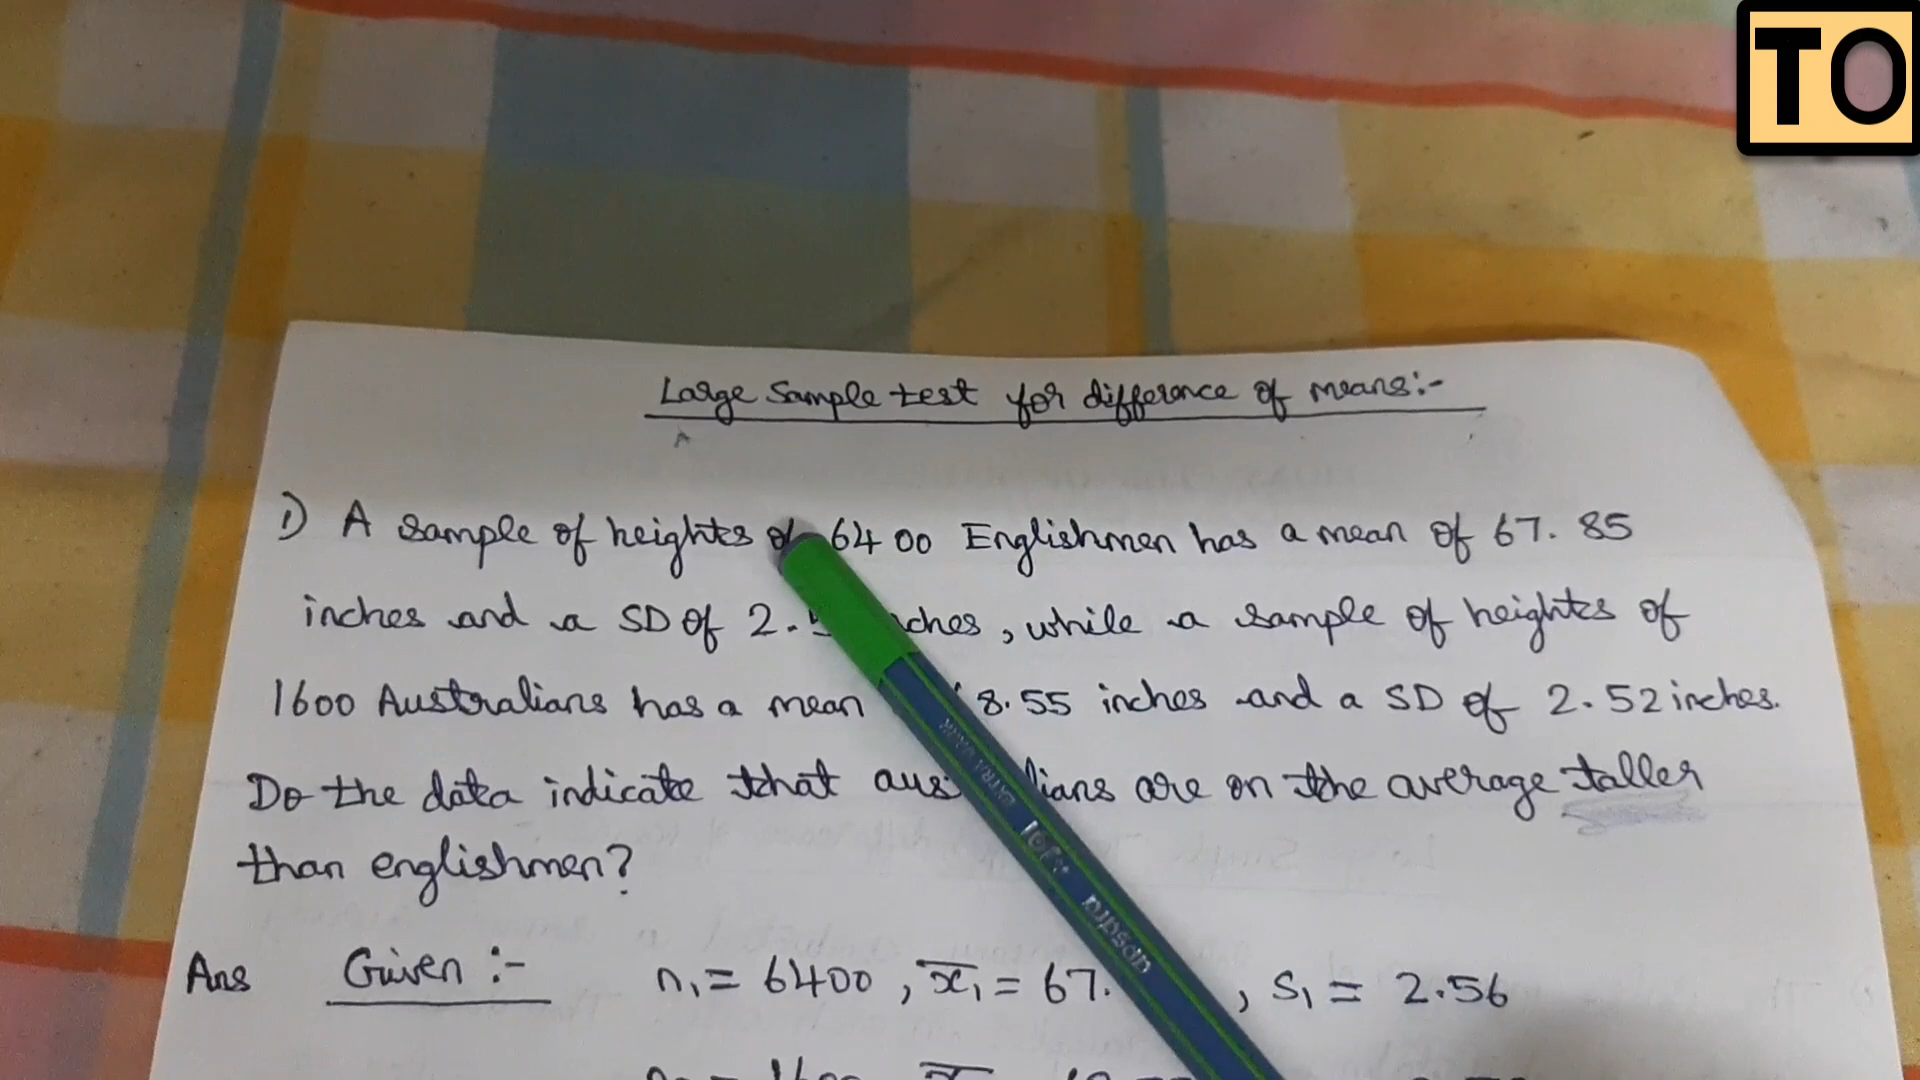 TO
Large Sample test for difference of means:-
1) A sample of heights of 6400 Englishmen has a mean of 67. 85
inches and a SD of 2. inches, while a sample of heights of
1600 Australians has a mean 8.55 inches and a SD of 2.52 inches.
Do the data indicate that aus lians are on the average taller
than englishmen?
Ans Given :- n₁ = 6400 , x̄₁ = 67. , S₁ = 2.56
apsara